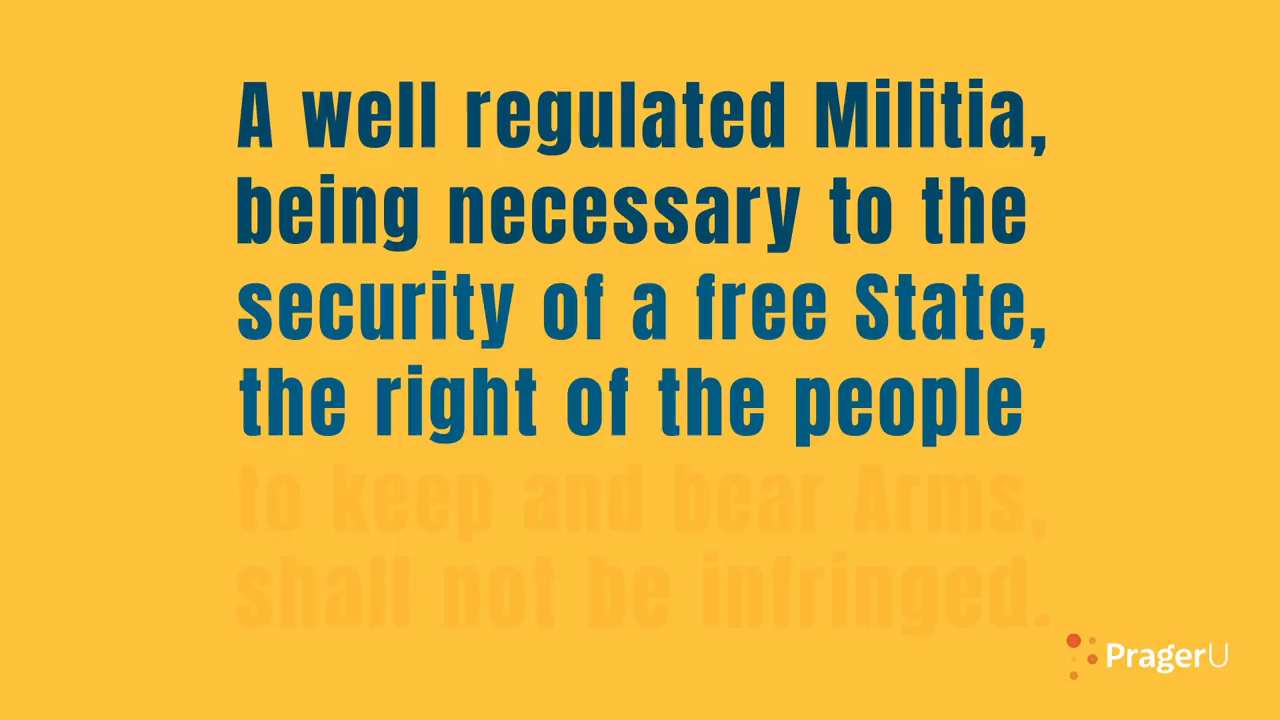 A well regulated Militia,
being necessary to the
security of a free State,
the right of the people
to keep and bear Arms,
shall not be infringed.
PragerU